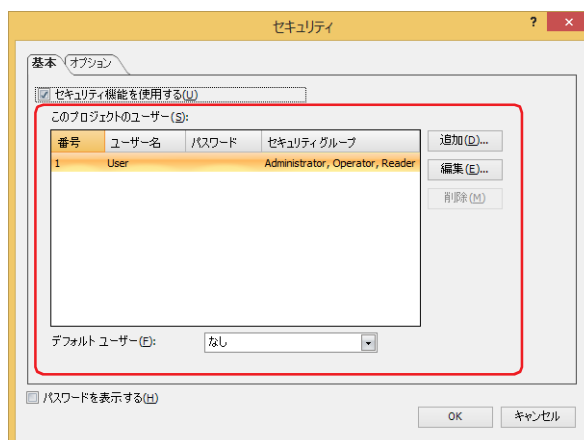 セキュリティ
? ×
基本 オプション
セキュリティ機能を使用する(U)
このプロジェクトのユーザー(S):
番号 ユーザー名 パスワード セキュリティ グループ
1 User Administrator, Operator, Reader
追加(D)...
編集(E)...
削除(M)
デフォルト ユーザー(F): なし
パスワードを表示する(H)
OK キャンセル